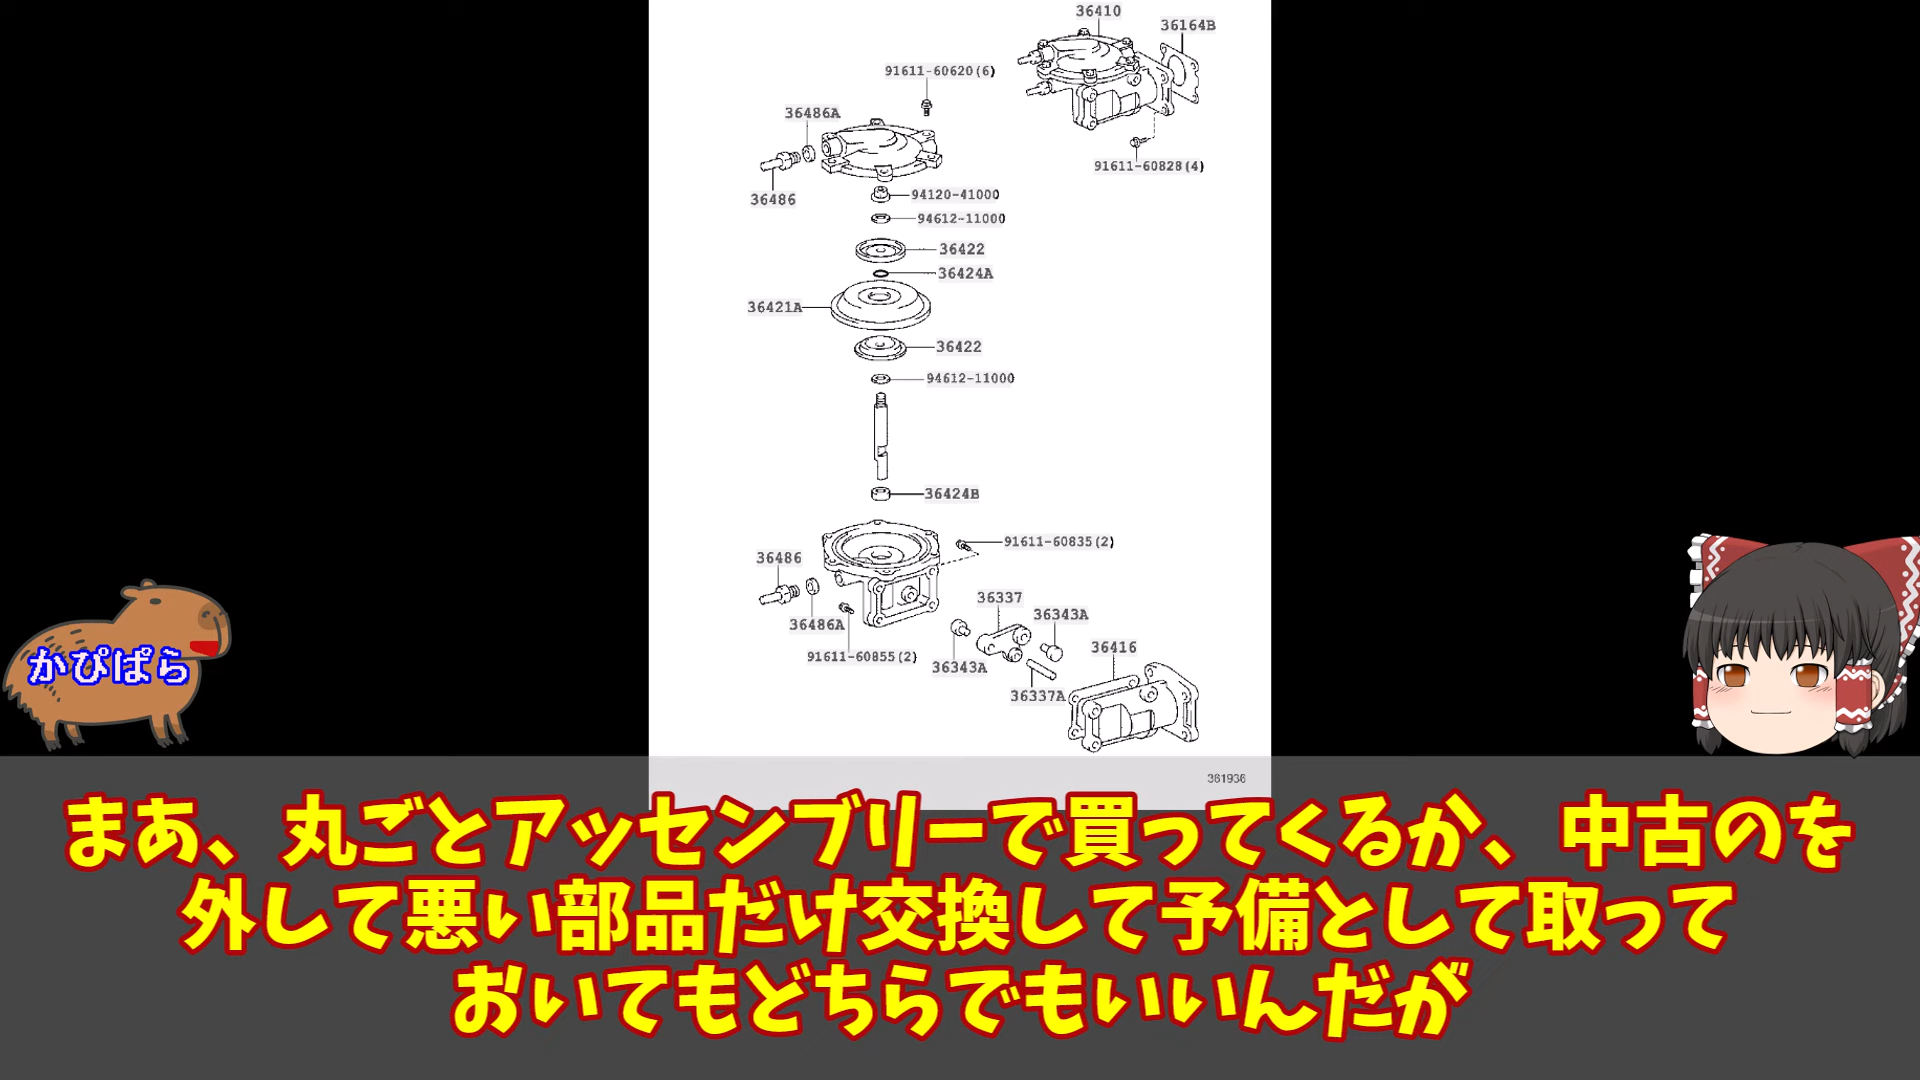 36410
36164B
91611-60620(6)
36486A
91611-60828(4)
36486
94120-41000
94612-11000
36422
36424A
36421A
36422
94612-11000
36424B
91611-60835(2)
36486
36337
36343A
36486A
36416
91611-60855(2)
36343A
36337A
361936
かぴぱら
まあ、丸ごとアッセンブリーで買ってくるか、中古のを
外して悪い部品だけ交換して予備として取って
おいてもどちらでもいいんだが